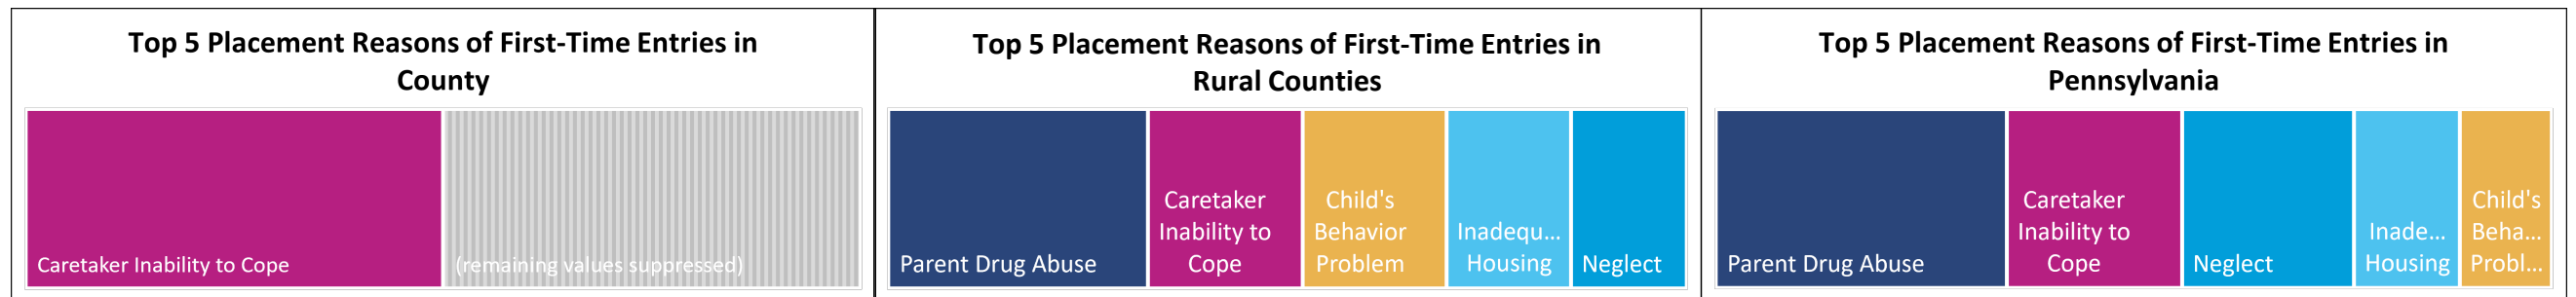 Top 5 Placement Reasons of First-Time Entries in
County
Caretaker Inability to Cope
(remaining values suppressed)
Top 5 Placement Reasons of First-Time Entries in
Rural Counties
Parent Drug Abuse
Caretaker
Inability to
Cope
Child's
Behavior
Problem
Inadequ...
Housing
Neglect
Top 5 Placement Reasons of First-Time Entries in
Pennsylvania
Parent Drug Abuse
Caretaker
Inability to
Cope
Neglect
Inade...
Housing
Child's
Beha...
Probl...